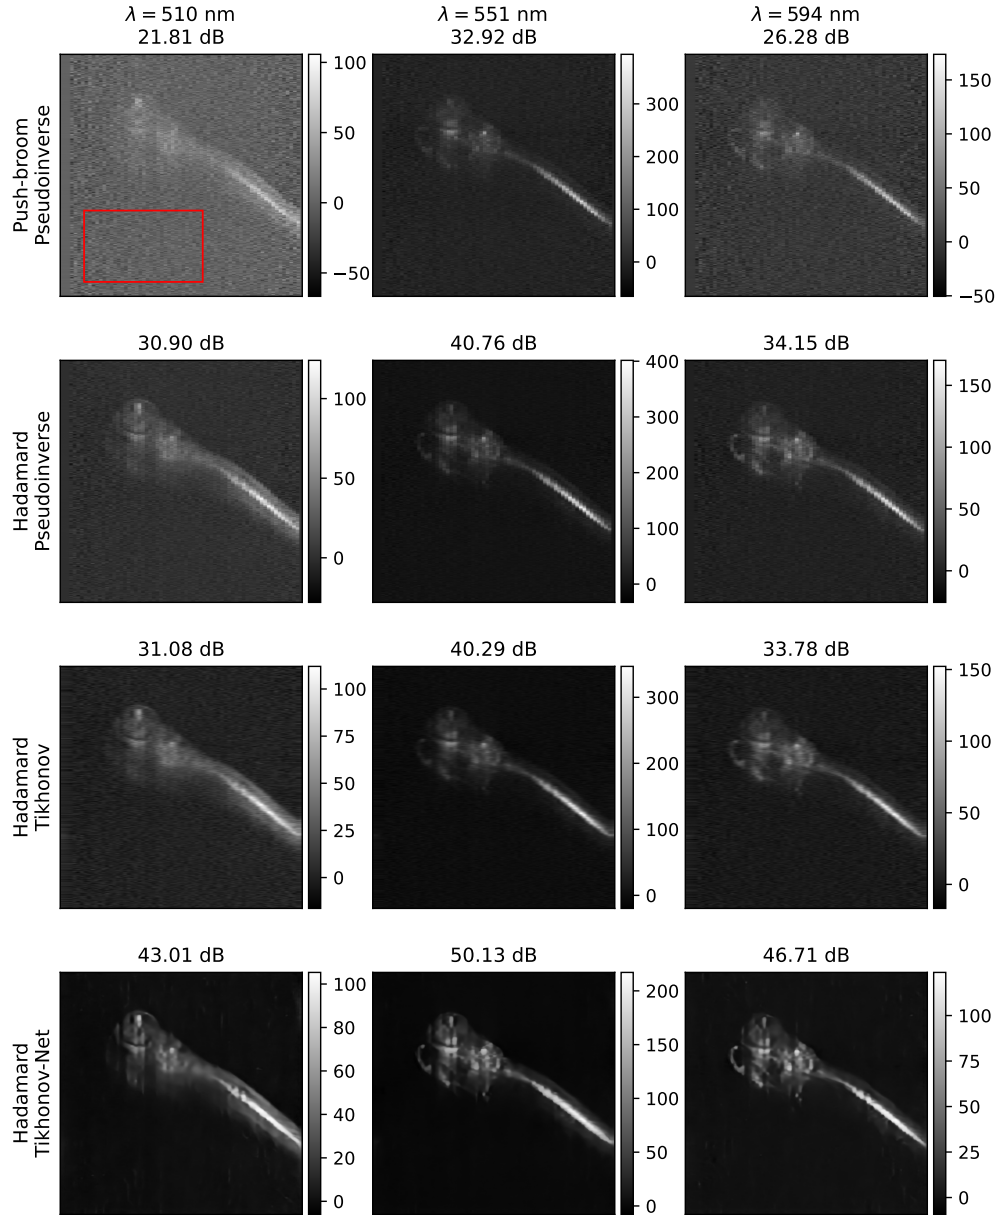 λ = 510 nm
21.81 dB
λ = 551 nm
32.92 dB
λ = 594 nm
26.28 dB
Push-broom
Pseudoinverse
100
50
0
−50
300
200
100
0
150
100
50
0
−50
30.90 dB
40.76 dB
34.15 dB
Hadamard
Pseudoinverse
100
50
0
400
300
200
100
0
150
100
50
0
31.08 dB
40.29 dB
33.78 dB
Hadamard
Tikhonov
100
75
50
25
0
300
200
100
0
150
100
50
0
43.01 dB
50.13 dB
46.71 dB
Hadamard
Tikhonov-Net
100
80
60
40
20
0
200
150
100
50
0
100
75
50
25
0